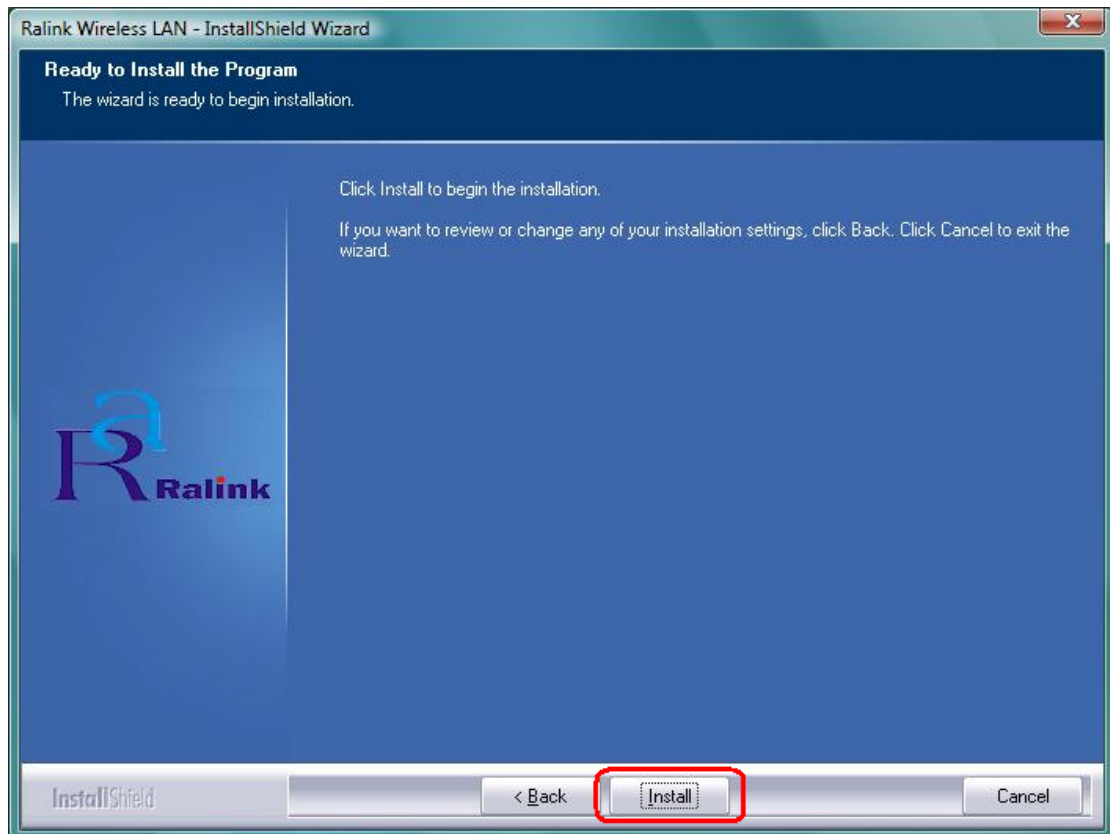 Ralink Wireless LAN - InstallShield Wizard
X
Ready to Install the Program
The wizard is ready to begin installation.
Click Install to begin the installation.
If you want to review or change any of your installation settings, click Back. Click Cancel to exit the
wizard.
Ra
Ralink
InstallShield
< Back
Install
Cancel